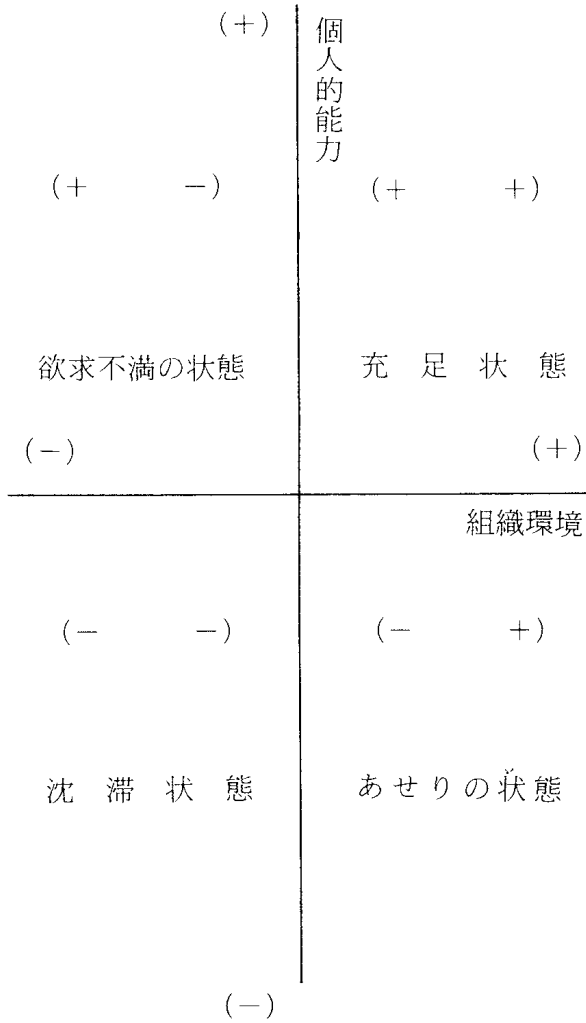 (+)
個人的能力
(+ −)
(+ +)
欲求不満の状態
充足状態
(−)
(+)
組織環境
(− −)
(− +)
沈滞状態
あせりの状態
(−)